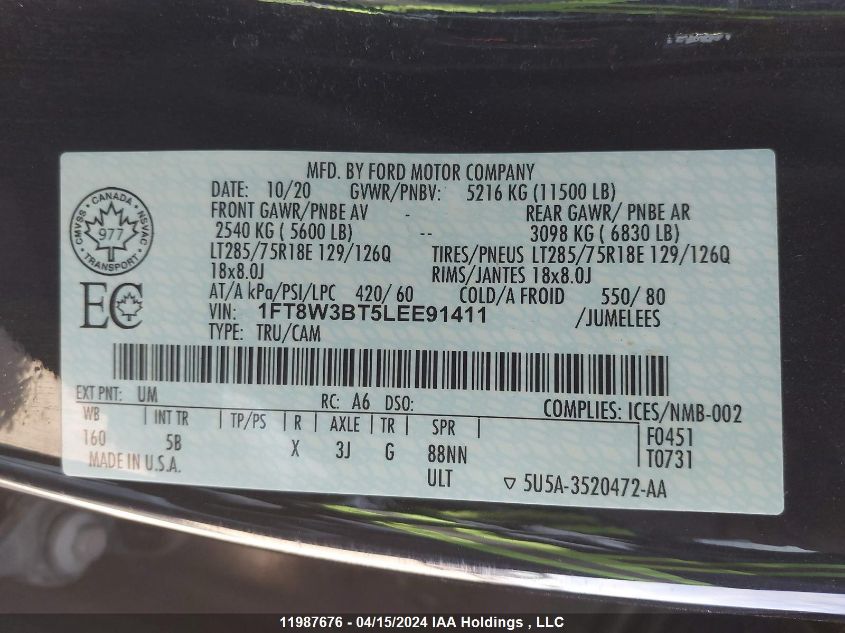 MFD. BY FORD MOTOR COMPANY
DATE: 10/20 GVWR/PNBV: 5216 KG (11500 LB)
FRONT GAWR/PNBE AV - REAR GAWR/ PNBE AR
2540 KG ( 5600 LB) -- 3098 KG ( 6830 LB)
LT285/75R18E 129/126Q TIRES/PNEUS LT285/75R18E 129/126Q
18x8.0J RIMS/JANTES 18x8.0J
AT/A kPa/PSI/LPC 420/ 60 COLD/A FROID 550/ 80
VIN: 1FT8W3BT5LEE91411 /JUMELEES
TYPE: TRU/CAM
CMVSS · CANADA · NSVAC
977
TRANSPORT
EC
EXT PNT: UM RC: A6 DSO: COMPLIES: ICES/NMB-002
WB | INT TR | TP/PS | R | AXLE | TR | SPR | F0451
160 5B X 3J G 88NN T0731
MADE IN U.S.A. ULT ▽ 5U5A-3520472-AA
11987676 - 04/15/2024 IAA Holdings , LLC